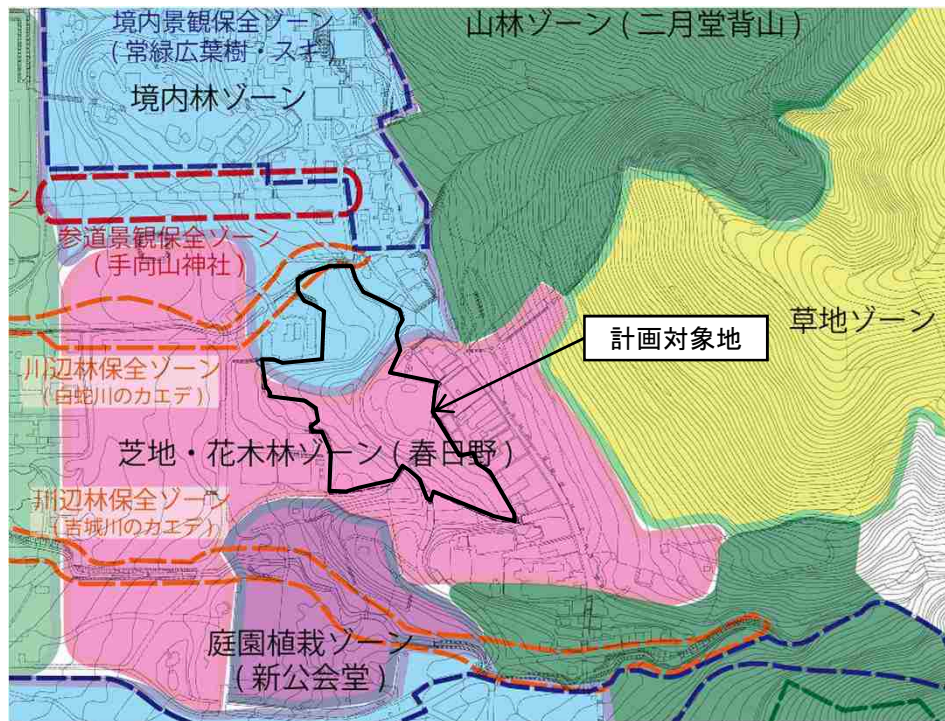 境内景観保全ゾーン
(常緑広葉樹・スギ)
境内林ゾーン
山林ゾーン(二月堂背山)
ン
参道景観保全ゾーン
(手向山神社)
草地ゾーン
計画対象地
川辺林保全ゾーン
(白蛇川のカエデ)
芝地・花木林ゾーン(春日野)
川辺林保全ゾーン
(吉城川のカエデ)
庭園植栽ゾーン
(新公会堂)